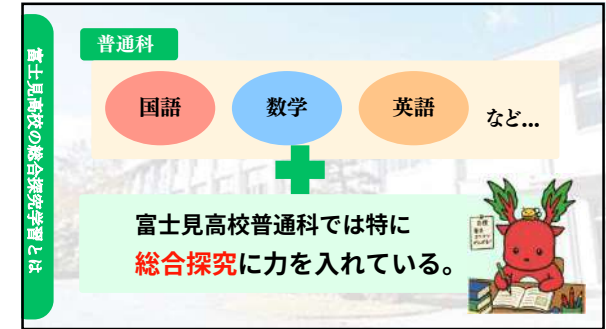 富士見高校の総合探究学習とは
普通科
国語
数学
英語
など...
富士見高校普通科では特に
総合探究に力を入れている。